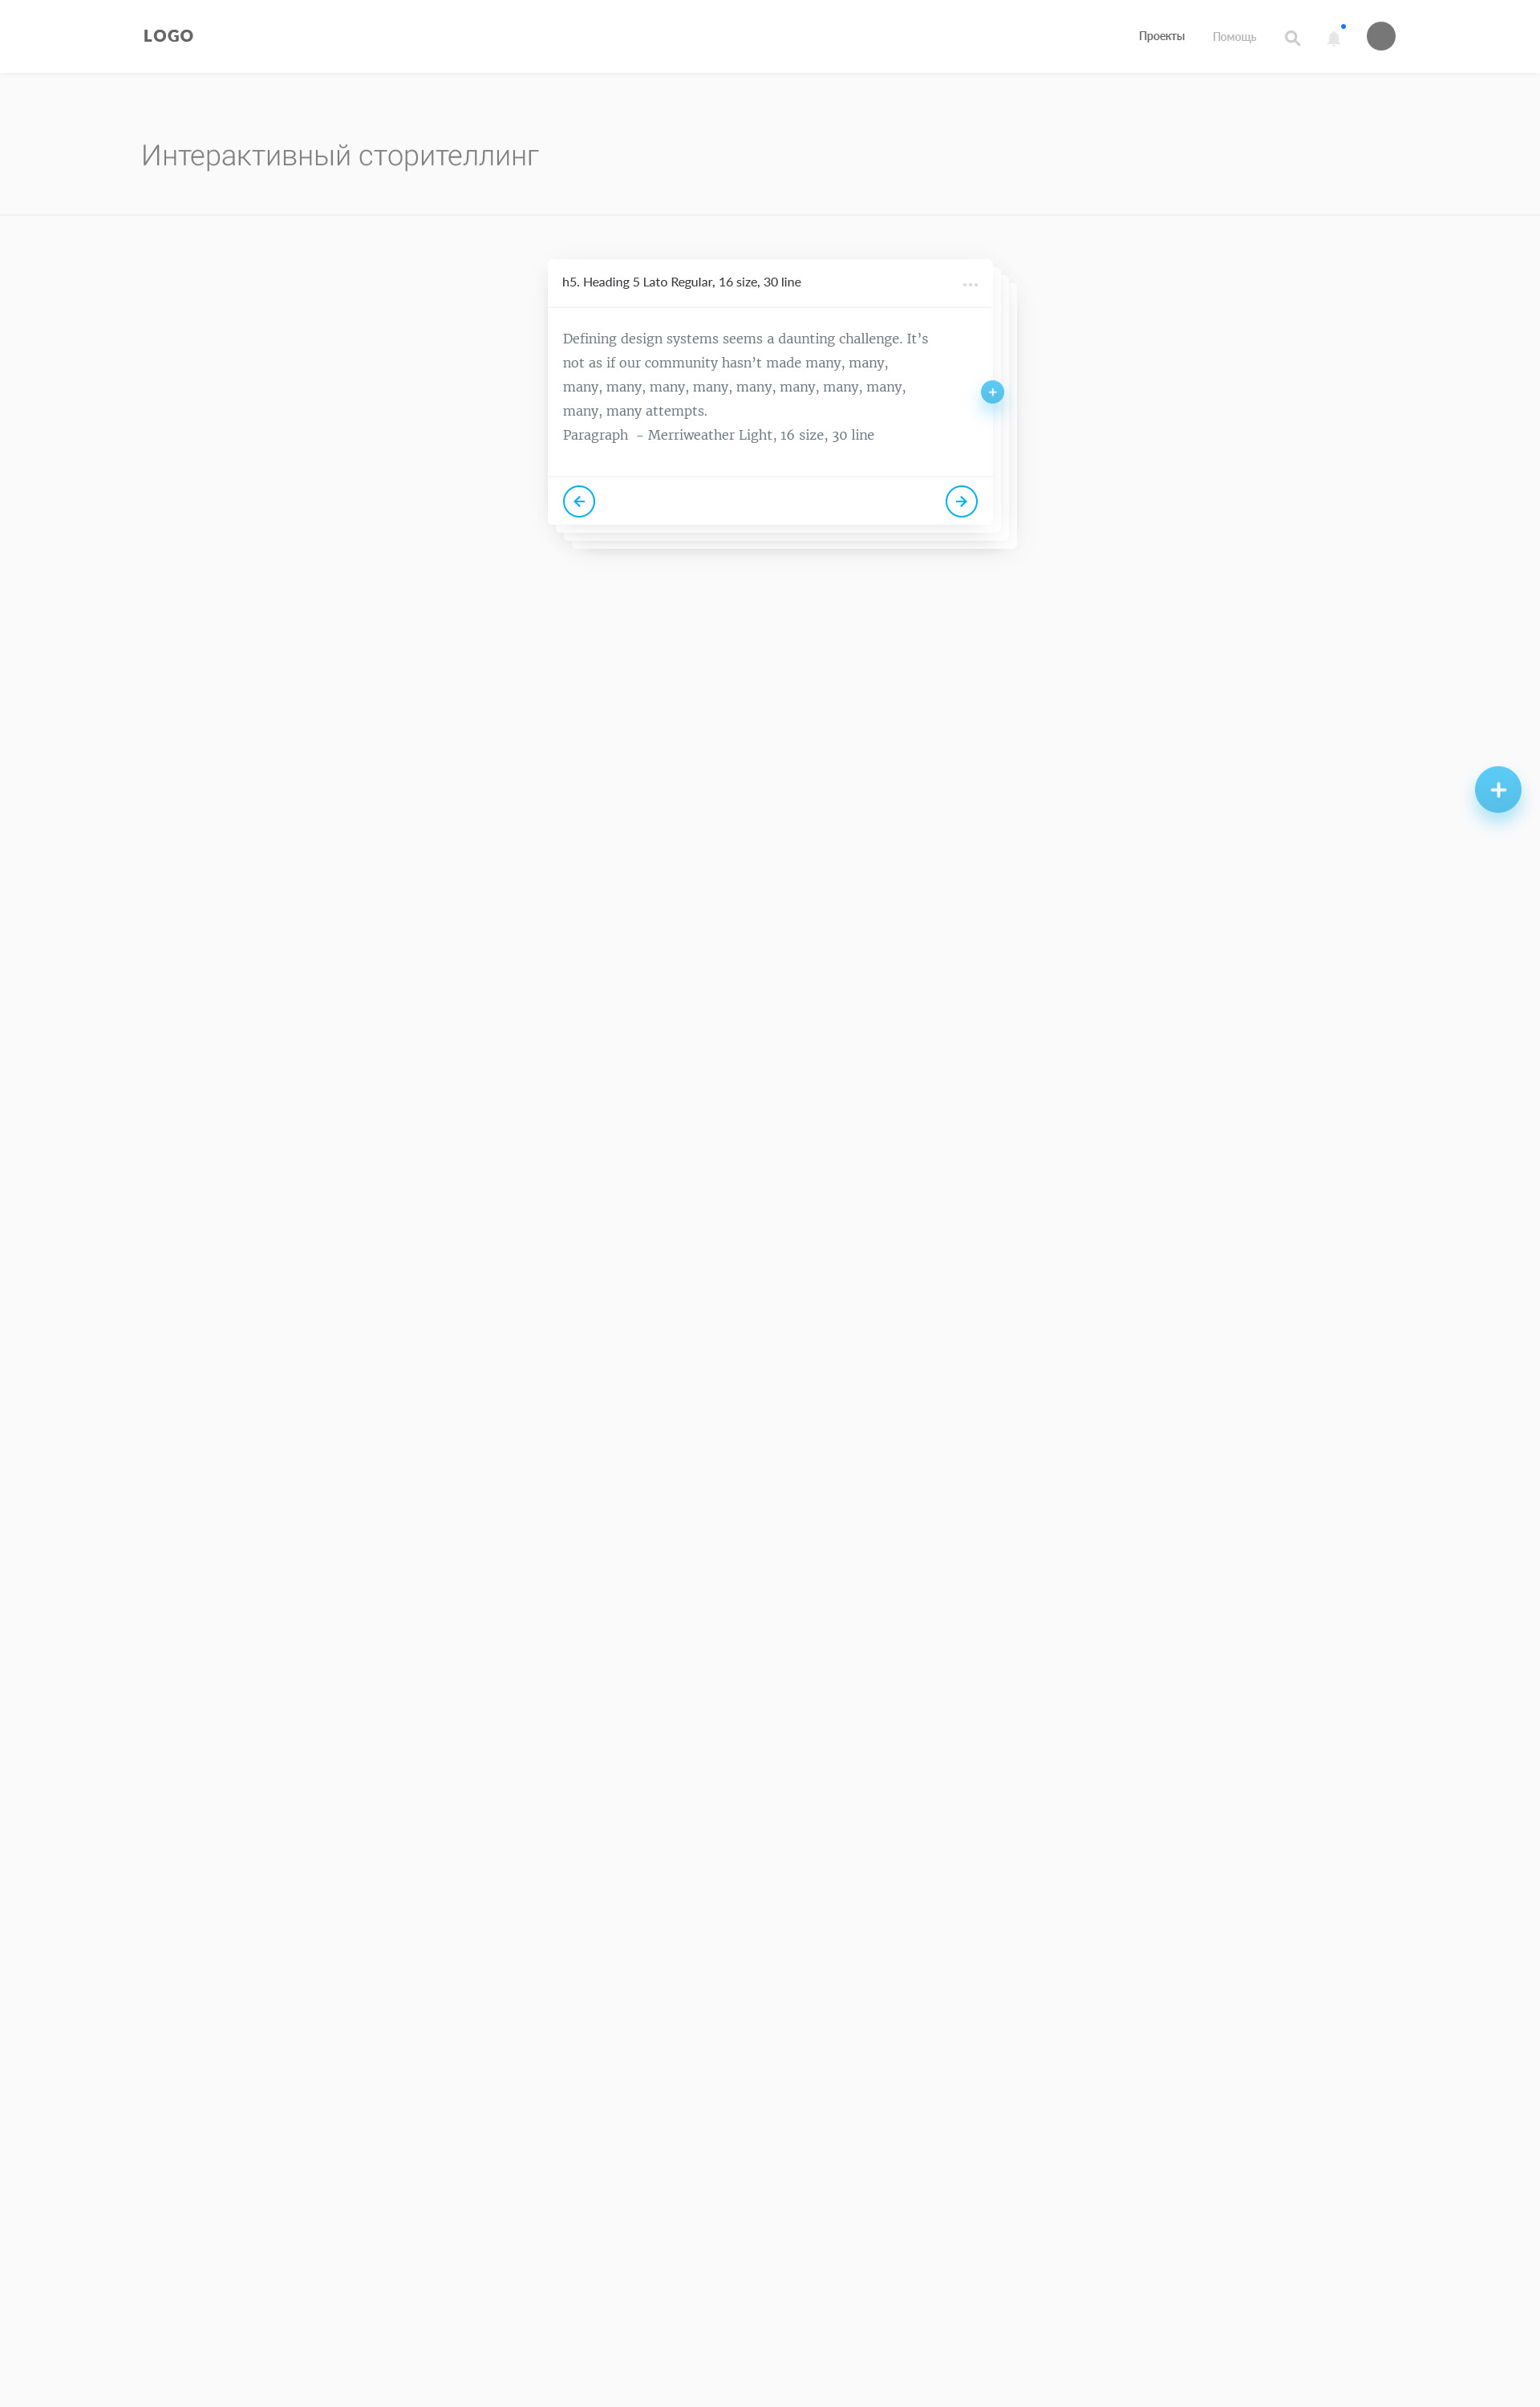 LOGO
Проекты
Помощь
Интерактивный сторителлинг
h5. Heading 5 Lato Regular, 16 size, 30 line
Defining design systems seems a daunting challenge. It’s
not as if our community hasn’t made many, many,
many, many, many, many, many, many, many, many,
many, many attempts.
Paragraph - Merriweather Light, 16 size, 30 line